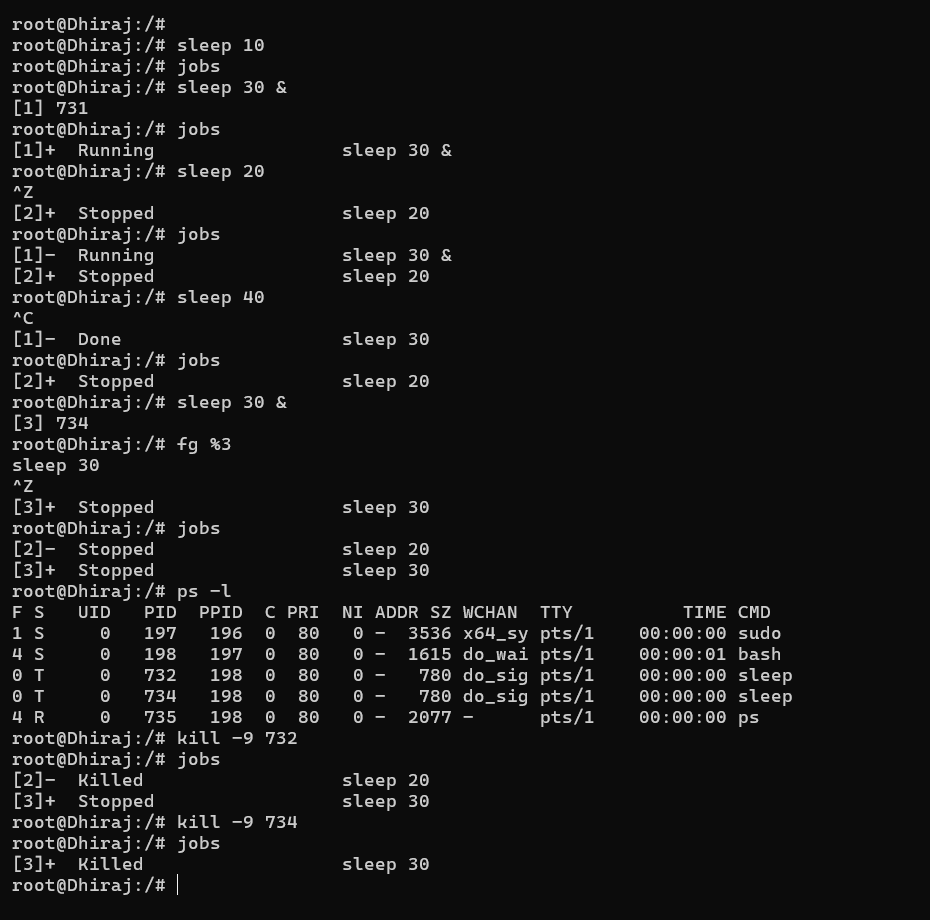 root@Dhiraj:/#
root@Dhiraj:/# sleep 10
root@Dhiraj:/# jobs
root@Dhiraj:/# sleep 30 &
[1] 731
root@Dhiraj:/# jobs
[1]+  Running                 sleep 30 &
root@Dhiraj:/# sleep 20
^Z
[2]+  Stopped                 sleep 20
root@Dhiraj:/# jobs
[1]-  Running                 sleep 30 &
[2]+  Stopped                 sleep 20
root@Dhiraj:/# sleep 40
^C
[1]-  Done                    sleep 30
root@Dhiraj:/# jobs
[2]+  Stopped                 sleep 20
root@Dhiraj:/# sleep 30 &
[3] 734
root@Dhiraj:/# fg %3
sleep 30
^Z
[3]+  Stopped                 sleep 30
root@Dhiraj:/# jobs
[2]-  Stopped                 sleep 20
[3]+  Stopped                 sleep 30
root@Dhiraj:/# ps -l
F S   UID   PID  PPID  C PRI  NI ADDR SZ WCHAN  TTY          TIME CMD
1 S     0   197   196  0  80   0 -  3536 x64_sy pts/1    00:00:00 sudo
4 S     0   198   197  0  80   0 -  1615 do_wai pts/1    00:00:01 bash
0 T     0   732   198  0  80   0 -   780 do_sig pts/1    00:00:00 sleep
0 T     0   734   198  0  80   0 -   780 do_sig pts/1    00:00:00 sleep
4 R     0   735   198  0  80   0 -  2077 -      pts/1    00:00:00 ps
root@Dhiraj:/# kill -9 732
root@Dhiraj:/# jobs
[2]-  Killed                  sleep 20
[3]+  Stopped                 sleep 30
root@Dhiraj:/# kill -9 734
root@Dhiraj:/# jobs
[3]+  Killed                  sleep 30
root@Dhiraj:/#